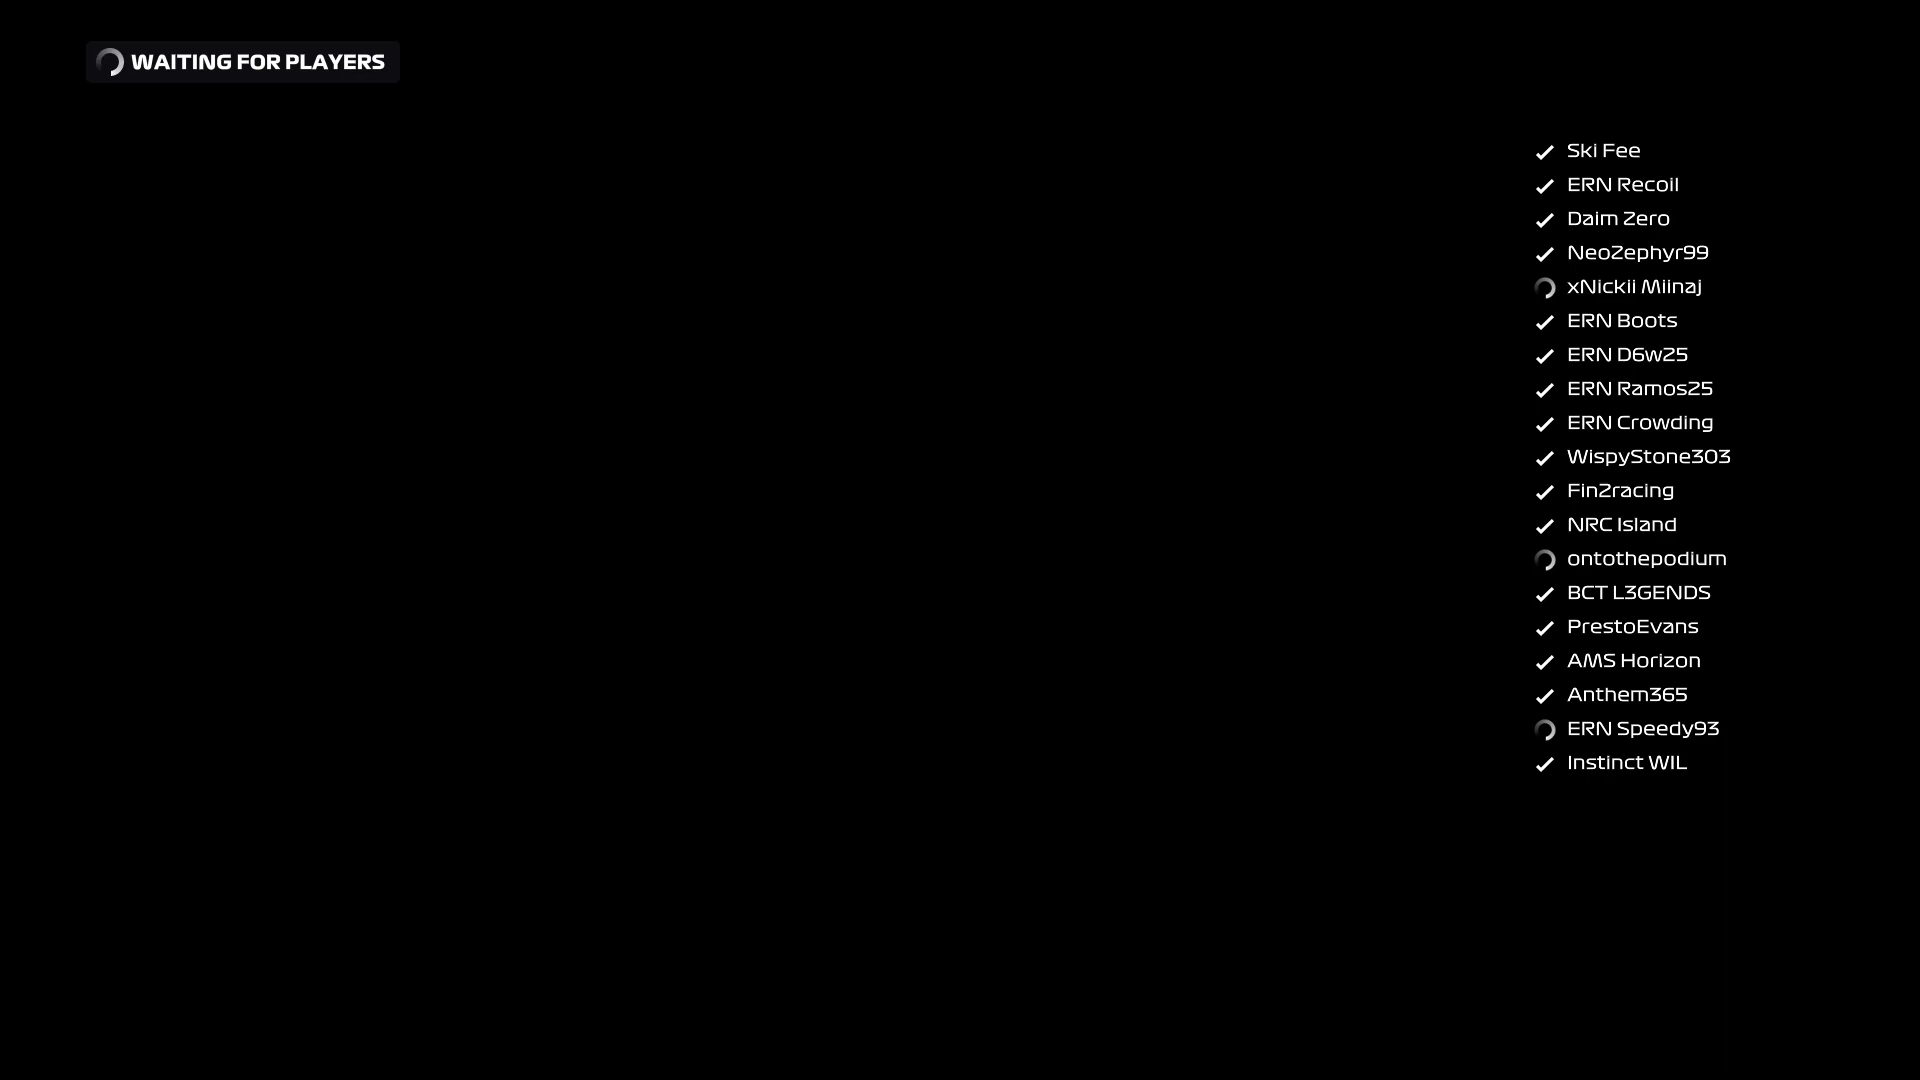 WAITING FOR PLAYERS
Ski Fee
ERN Recoil
Daim Zero
NeoZephyr99
xNickii Miinaj
ERN Boots
ERN D6w25
ERN Ramos25
ERN Crowding
WispyStone303
Fin2racing
NRC Island
ontothepodium
BCT L3GENDS
PrestoEvans
AMS Horizon
Anthem365
ERN Speedy93
Instinct WIL